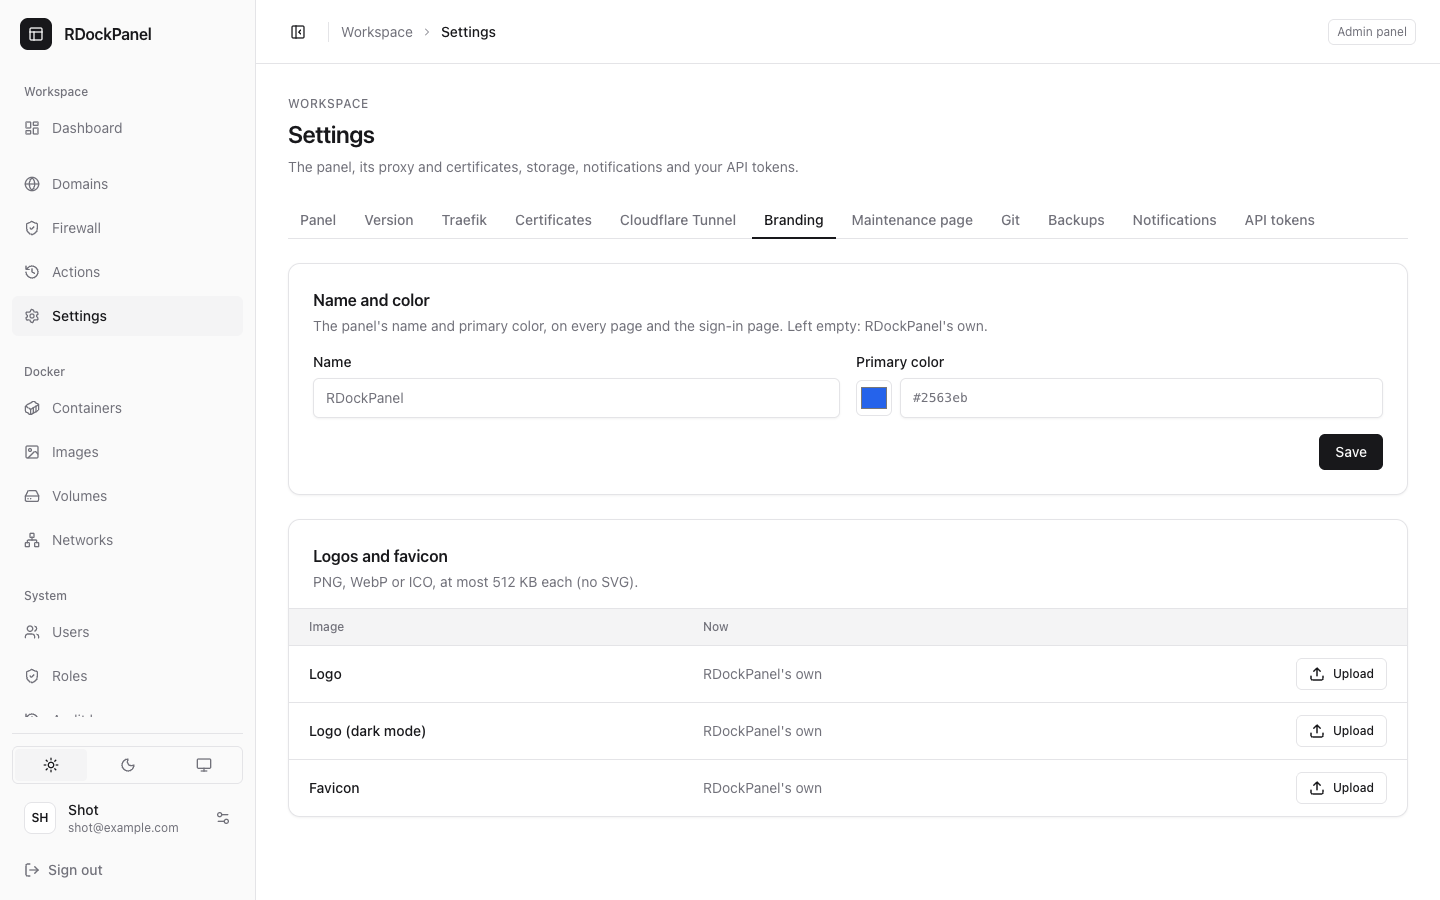 RDockPanel
Workspace
Dashboard
Domains
Firewall
Actions
Settings
Docker
Containers
Images
Volumes
Networks
System
Users
Roles
SH
Shot
shot@example.com
Sign out
Workspace > Settings
Admin panel
WORKSPACE
Settings
The panel, its proxy and certificates, storage, notifications and your API tokens.
Panel Version Traefik Certificates Cloudflare Tunnel Branding Maintenance page Git Backups Notifications API tokens
Name and color
The panel's name and primary color, on every page and the sign-in page. Left empty: RDockPanel's own.
Name Primary color
RDockPanel #2563eb
Save
Logos and favicon
PNG, WebP or ICO, at most 512 KB each (no SVG).
Image Now
Logo RDockPanel's own Upload
Logo (dark mode) RDockPanel's own Upload
Favicon RDockPanel's own Upload